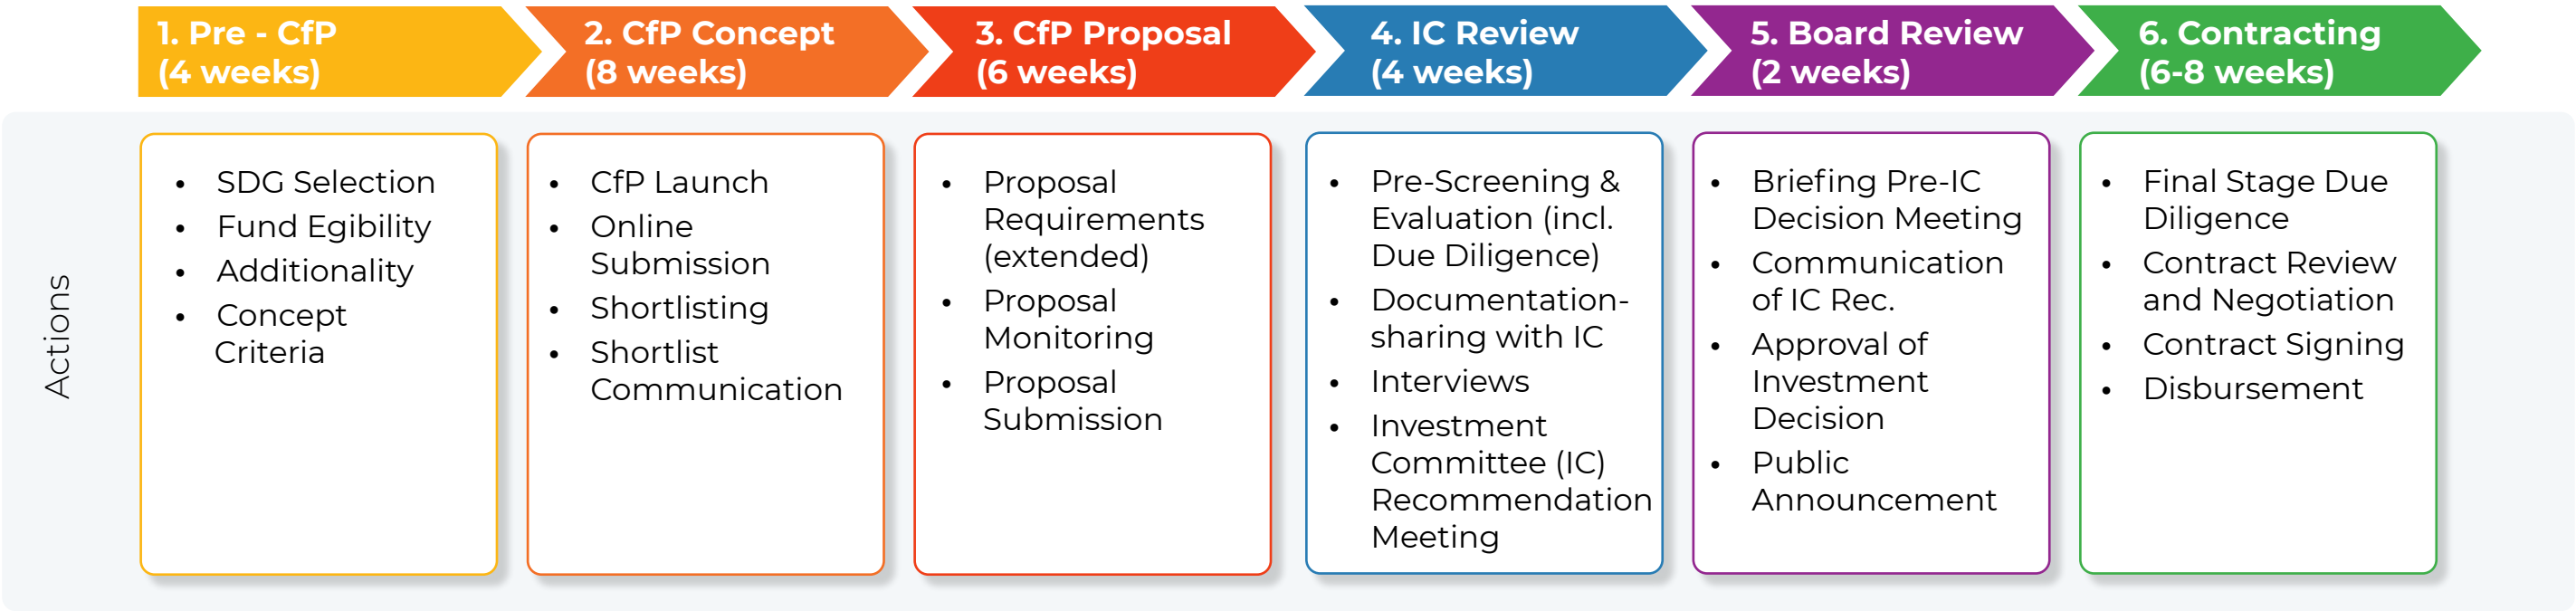 1. Pre - CfP
(4 weeks)
2. CfP Concept
(8 weeks)
3. CfP Proposal
(6 weeks)
4. IC Review
(4 weeks)
5. Board Review
(2 weeks)
6. Contracting
(6-8 weeks)
Actions
• SDG Selection
• Fund Egibility
• Additionality
• Concept
Criteria
• CfP Launch
• Online
Submission
• Shortlisting
• Shortlist
Communication
• Proposal
Requirements
(extended)
• Proposal
Monitoring
• Proposal
Submission
• Pre-Screening &
Evaluation (incl.
Due Diligence)
• Documentation-
sharing with IC
• Interviews
• Investment
Committee (IC)
Recommendation
Meeting
• Briefing Pre-IC
Decision Meeting
• Communication
of IC Rec.
• Approval of
Investment
Decision
• Public
Announcement
• Final Stage Due
Diligence
• Contract Review
and Negotiation
• Contract Signing
• Disbursement